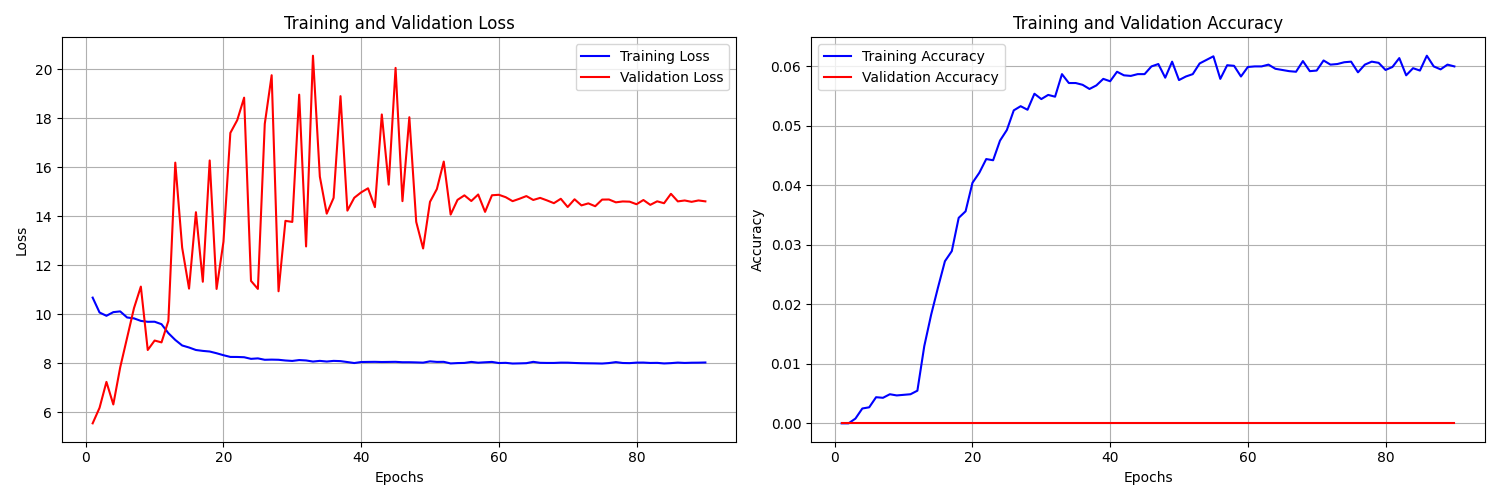 Training and Validation Loss
Training Loss
Validation Loss
20
18
16
14
12
10
8
6
Loss
0 20 40 60 80
Epochs
Training and Validation Accuracy
Training Accuracy
Validation Accuracy
0.06
0.05
0.04
0.03
0.02
0.01
0.00
Accuracy
0 20 40 60 80
Epochs